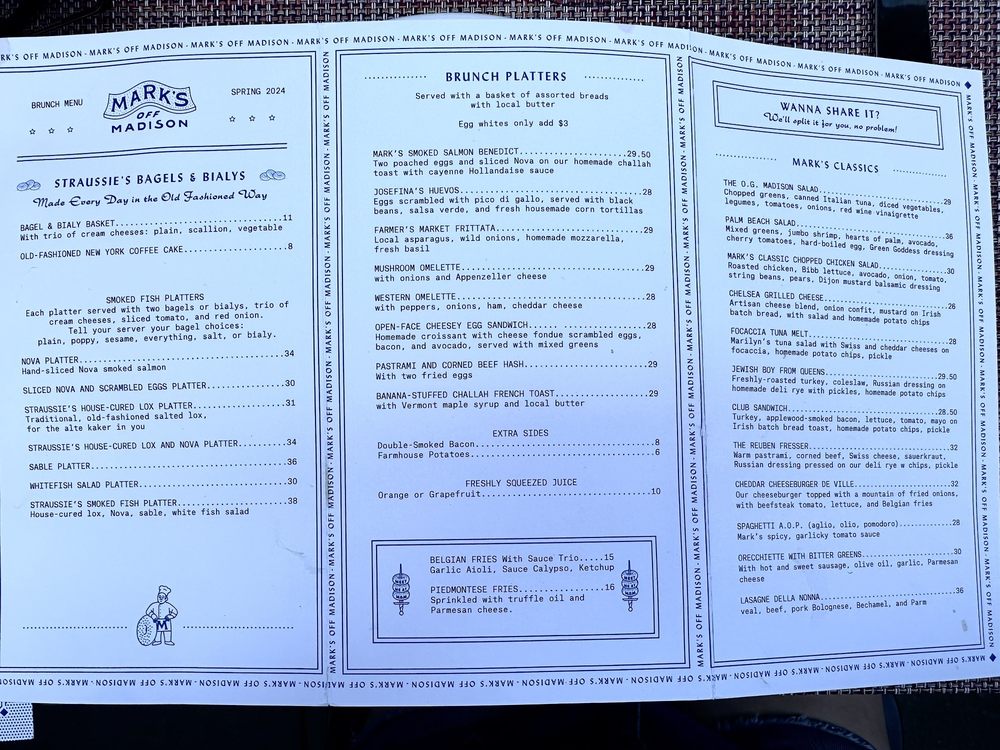 MARK'S OFF MADISON · MARK'S OFF MADISON · MARK'S OFF MADISON · MARK'S OFF MADISON
BRUNCH MENU
MARK'S
OFF
MADISON
SPRING 2024
STRAUSSIE'S BAGELS & BIALYS
Made Every Day in the Old Fashioned Way
BAGEL & BIALY BASKET....11
With trio of cream cheeses: plain, scallion, vegetable
OLD-FASHIONED NEW YORK COFFEE CAKE....8
SMOKED FISH PLATTERS
Each platter served with two bagels or bialys, trio of
cream cheeses, sliced tomato, and red onion.
Tell your server your bagel choices:
plain, poppy, sesame, everything, salt, or bialy.
NOVA PLATTER....34
Hand-sliced Nova smoked salmon
SLICED NOVA AND SCRAMBLED EGGS PLATTER....30
STRAUSSIE'S HOUSE-CURED LOX PLATTER....31
Traditional, old-fashioned salted lox,
for the alte kaker in you
STRAUSSIE'S HOUSE-CURED LOX AND NOVA PLATTER....34
SABLE PLATTER....36
WHITEFISH SALAD PLATTER....30
STRAUSSIE'S SMOKED FISH PLATTER....38
House-cured lox, Nova, sable, white fish salad
M
BRUNCH PLATTERS
Served with a basket of assorted breads
with local butter
Egg whites only add $3
MARK'S SMOKED SALMON BENEDICT....29.50
Two poached eggs and sliced Nova on our homemade challah
toast with cayenne Hollandaise sauce
JOSEFINA'S HUEVOS....28
Eggs scrambled with pico di gallo, served with black
beans, salsa verde, and fresh housemade corn tortillas
FARMER'S MARKET FRITTATA....29
Local asparagus, wild onions, homemade mozzarella,
fresh basil
MUSHROOM OMELETTE....29
with onions and Appenzeller cheese
WESTERN OMELETTE....28
with peppers, onions, ham, cheddar cheese
OPEN-FACE CHEESEY EGG SANDWICH....28
Homemade croissant with cheese fondue scrambled eggs,
bacon, and avocado, served with mixed greens
PASTRAMI AND CORNED BEEF HASH....29
With two fried eggs
BANANA-STUFFED CHALLAH FRENCH TOAST....29
with Vermont maple syrup and local butter
EXTRA SIDES
Double-Smoked Bacon....8
Farmhouse Potatoes....6
FRESHLY SQUEEZED JUICE
Orange or Grapefruit....10
BELGIAN FRIES With Sauce Trio.....15
Garlic Aioli, Sauce Calypso, Ketchup
PIEDMONTESE FRIES....16
Sprinkled with truffle oil and
Parmesan cheese.
WANNA SHARE IT?
We'll split it for you, no problem!
MARK'S CLASSICS
THE O.G. MADISON SALAD....29
Chopped greens, canned Italian tuna, diced vegetables,
legumes, tomatoes, onions, red wine vinaigrette
PALM BEACH SALAD....36
Mixed greens, jumbo shrimp, hearts of palm, avocado,
cherry tomatoes, hard-boiled egg, Green Goddess dressing
MARK'S CLASSIC CHOPPED CHICKEN SALAD....30
Roasted chicken, Bibb lettuce, avocado, onion, tomato,
string beans, pears, Dijon mustard balsamic dressing
CHELSEA GRILLED CHEESE....26
Artisan cheese blend, onion confit, mustard on Irish
batch bread, with salad and homemade potato chips
FOCACCIA TUNA MELT....28
Marilyn's tuna salad with Swiss and cheddar cheeses on
focaccia, homemade potato chips, pickle
JEWISH BOY FROM QUEENS....29.50
Freshly-roasted turkey, coleslaw, Russian dressing on
homemade deli rye with pickles, homemade potato chips
CLUB SANDWICH....28.50
Turkey, applewood-smoked bacon, lettuce, tomato, mayo on
Irish batch bread toast, homemade potato chips, pickle
THE REUBEN FRESSER....32
Warm pastrami, corned beef, Swiss cheese, sauerkraut,
Russian dressing pressed on our deli rye w chips, pickle
CHEDDAR CHEESEBURGER DE VILLE....32
Our cheeseburger topped with a mountain of fried onions,
with beefsteak tomato, lettuce, and Belgian fries
SPAGHETTI A.O.P. (aglio, olio, pomodoro)....28
Mark's spicy, garlicky tomato sauce
ORECCHIETTE WITH BITTER GREENS....30
With hot and sweet sausage, olive oil, garlic, Parmesan
cheese
LASAGNE DELLA NONNA....36
veal, beef, pork Bolognese, Bechamel, and Parm